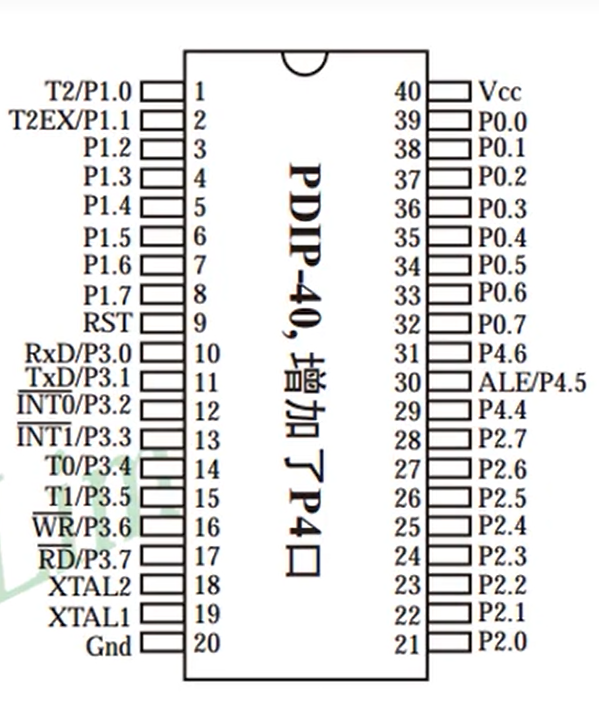 T2/P1.0 1 40 Vcc
T2EX/P1.1 2 39 P0.0
P1.2 3 38 P0.1
P1.3 4 37 P0.2
P1.4 5 36 P0.3
P1.5 6 35 P0.4
P1.6 7 34 P0.5
P1.7 8 33 P0.6
RST 9 32 P0.7
RxD/P3.0 10 31 P4.6
TxD/P3.1 11 30 ALE/P4.5
INT0/P3.2 12 29 P4.4
INT1/P3.3 13 28 P2.7
T0/P3.4 14 27 P2.6
T1/P3.5 15 26 P2.5
WR/P3.6 16 25 P2.4
RD/P3.7 17 24 P2.3
XTAL2 18 23 P2.2
XTAL1 19 22 P2.1
Gnd 20 21 P2.0
PDIP-40, 增加了P4口